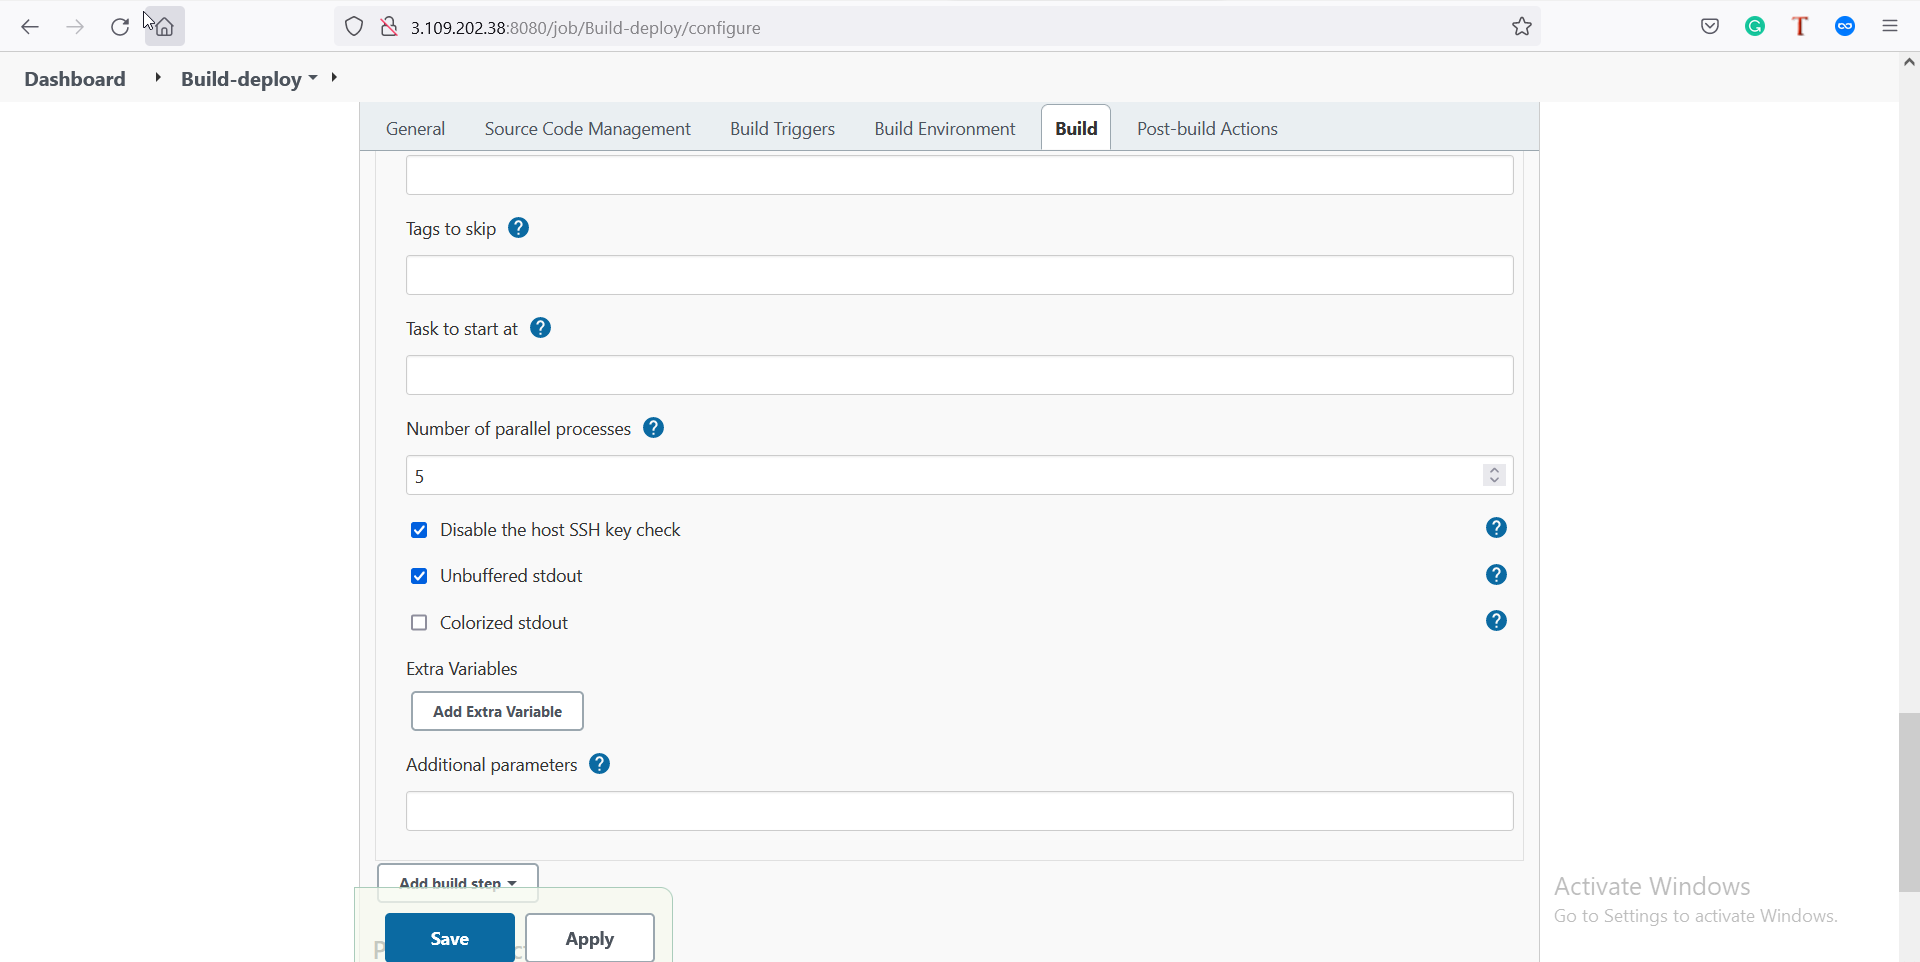 3.109.202.38:8080/job/Build-deploy/configure
Dashboard Build-deploy
General Source Code Management Build Triggers Build Environment Build Post-build Actions
Tags to skip ?
Task to start at ?
Number of parallel processes ?
5
Disable the host SSH key check ?
Unbuffered stdout ?
Colorized stdout ?
Extra Variables
Add Extra Variable
Additional parameters ?
Add build step
Save Apply
Activate Windows
Go to Settings to activate Windows.